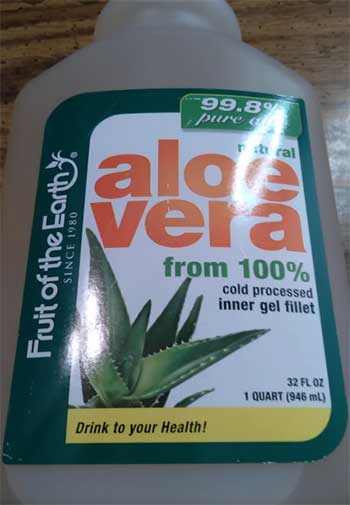 99.8%
pure
natural
aloe
vera
from 100%
cold processed
inner gel fillet
Fruit of the Earth®
SINCE 1980
32 FL OZ
1 QUART (946 mL)
Drink to your Health!